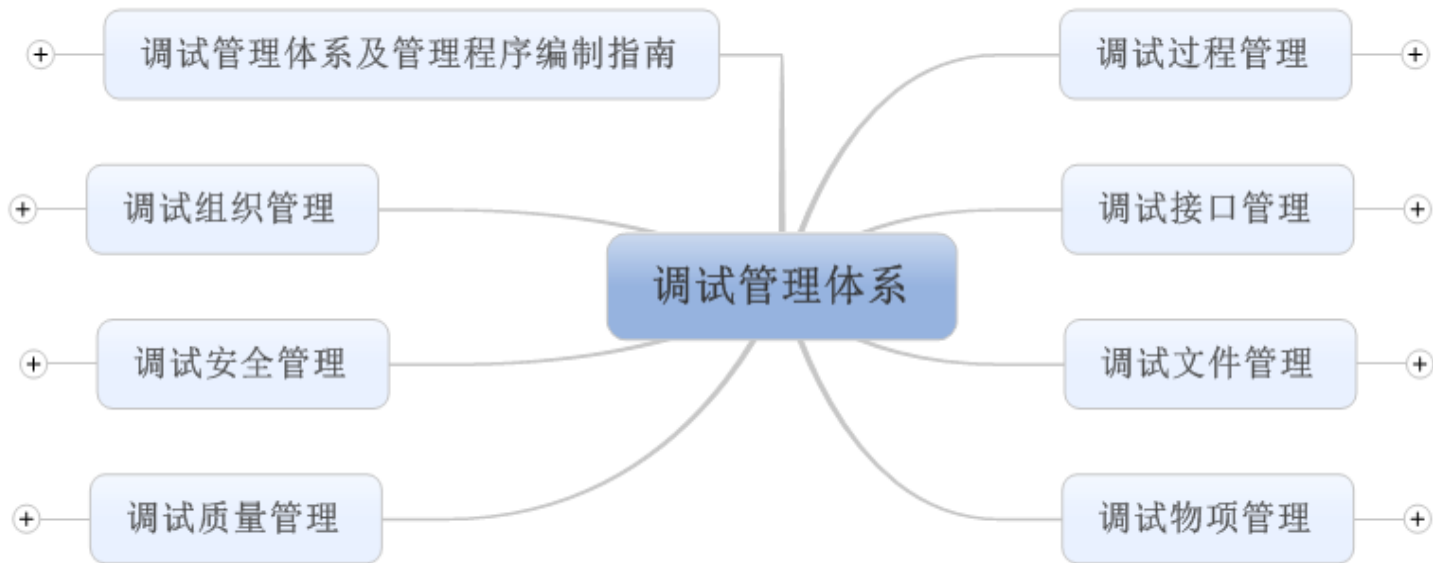 调试管理体系及管理程序编制指南
调试过程管理
调试组织管理
调试接口管理
调试管理体系
调试安全管理
调试文件管理
调试质量管理
调试物项管理